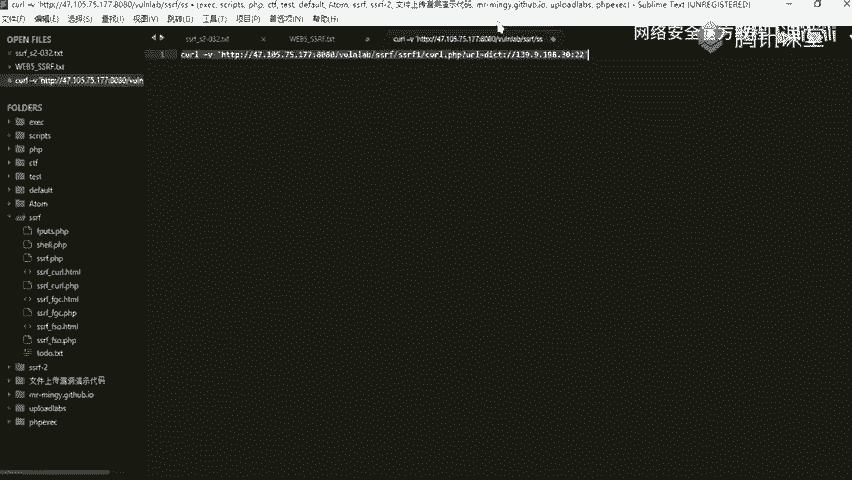 curl -v 'http://47.105.75.177:8080/vulnlab/ssrf/ss • (exec, scripts, php, ctf, test, default, Atom, ssrf, ssrf-2, 文件上传漏洞演示代码, mr-mingy.github.io, uploadlabs, phpexec) - Sublime Text (UNREGISTERED)
文件(F) 编辑(E) 选择(S) 查找(I) 视图(V) 跳转(G) 工具(T) 项目(P) 首选项(N) 帮助(H)
网络安全官方教程
腾讯课堂
OPEN FILES
ssrf_s2-032.txt
WEB5_SSRF.txt
curl -v 'http://47.105.75.177:8080/vuln
ssrf_s2-032.txt WEB5_SSRF.txt curl -v 'http://47.105.75.177:8080/vulnlab/ssrf/ss
1 curl -v 'http://47.105.75.177:8080/vulnlab/ssrf/ssrf1/curl.php?url=dict://139.9.198.30:22'
FOLDERS
exec
scripts
php
ctf
test
default
Atom
ssrf
fputs.php
shell.php
ssrf.php
ssrf_curl.html
ssrf_curl.php
ssrf_fgc.html
ssrf_fgc.php
ssrf_fso.html
ssrf_fso.php
todo.txt
ssrf-2
文件上传漏洞演示代码
mr-mingy.github.io
uploadlabs
phpexec